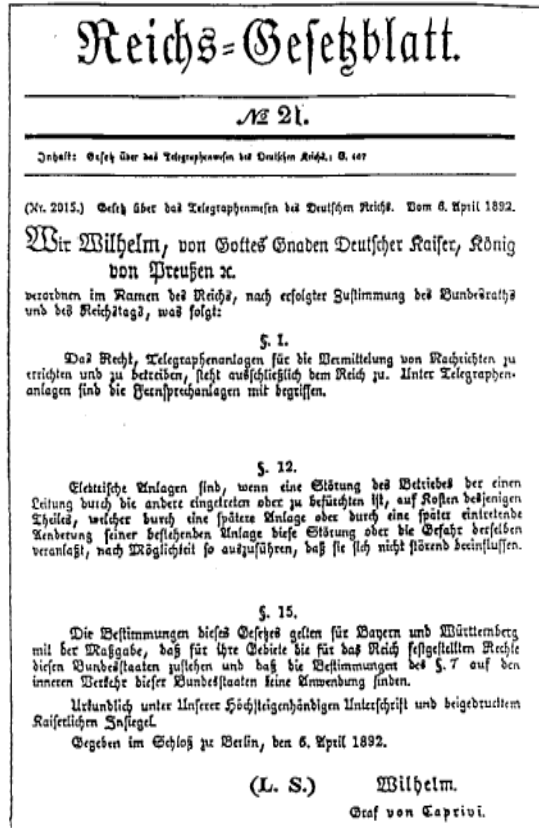 Reichs-Gesetzblatt.
№ 21.
Inhalt: Gesetz über das Telegraphenwesen des Deutschen Reichs. S. 467
(Nr. 2015.) Gesetz über das Telegraphenwesen des Deutschen Reichs. Vom 6. April 1892.
Wir Wilhelm, von Gottes Gnaden Deutscher Kaiser, König
von Preußen ꝛc.
verordnen im Namen des Reichs, nach erfolgter Zustimmung des Bundesraths
und des Reichstags, was folgt:
§. 1.
Das Recht, Telegraphenanlagen für die Vermittelung von Nachrichten zu
errichten und zu betreiben, steht ausschließlich dem Reich zu. Unter Telegraphen-
anlagen sind die Fernsprechanlagen mit begriffen.
§. 12.
Elektrische Anlagen sind, wenn eine Störung des Betriebes der einen
Leitung durch die andere eingetreten oder zu befürchten ist, auf Kosten desjenigen
Theiles, welcher durch eine spätere Anlage oder durch eine später eintretende
Aenderung seiner bestehenden Anlage diese Störung oder die Gefahr derselben
veranlaßt, nach Möglichkeit so auszuführen, daß sie sich nicht störend beeinflussen.
§. 15.
Die Bestimmungen dieses Gesetzes gelten für Bayern und Württemberg
mit der Maßgabe, daß für ihre Gebiete die für das Reich festgestellten Rechte
diesen Bundesstaaten zustehen und daß die Bestimmungen des §. 7 auf den
inneren Verkehr dieser Bundesstaaten keine Anwendung finden.
Urkundlich unter Unserer Höchsteigenhändigen Unterschrift und beigedrucktem
Kaiserlichen Insiegel.
Gegeben im Schloß zu Berlin, den 6. April 1892.
(L. S.) Wilhelm.
Graf von Caprivi.